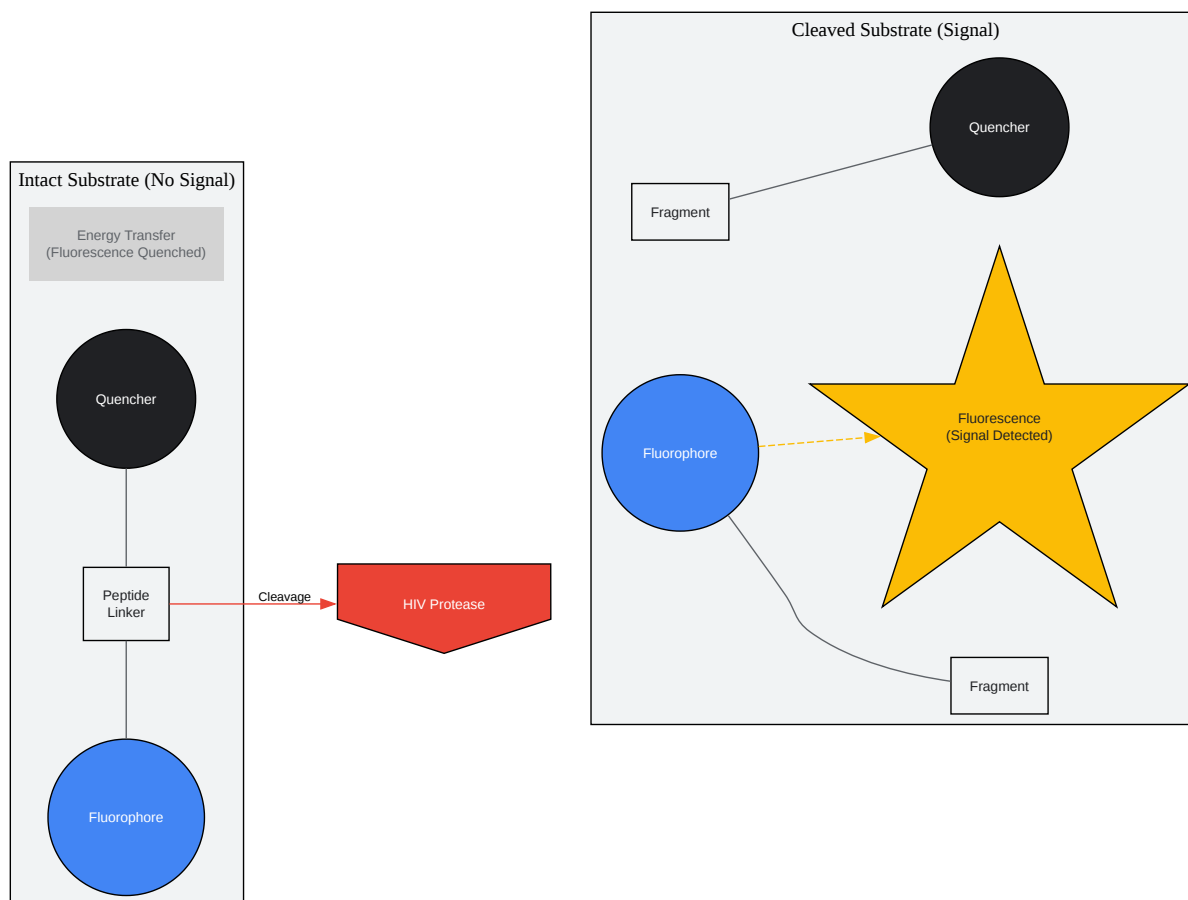 Intact Substrate (No Signal)
Energy Transfer
(Fluorescence Quenched)
Quencher
Peptide
Linker
Fluorophore
Cleavage
HIV Protease
Cleaved Substrate (Signal)
Quencher
Fragment
Fluorophore
Fluorescence
(Signal Detected)
Fragment